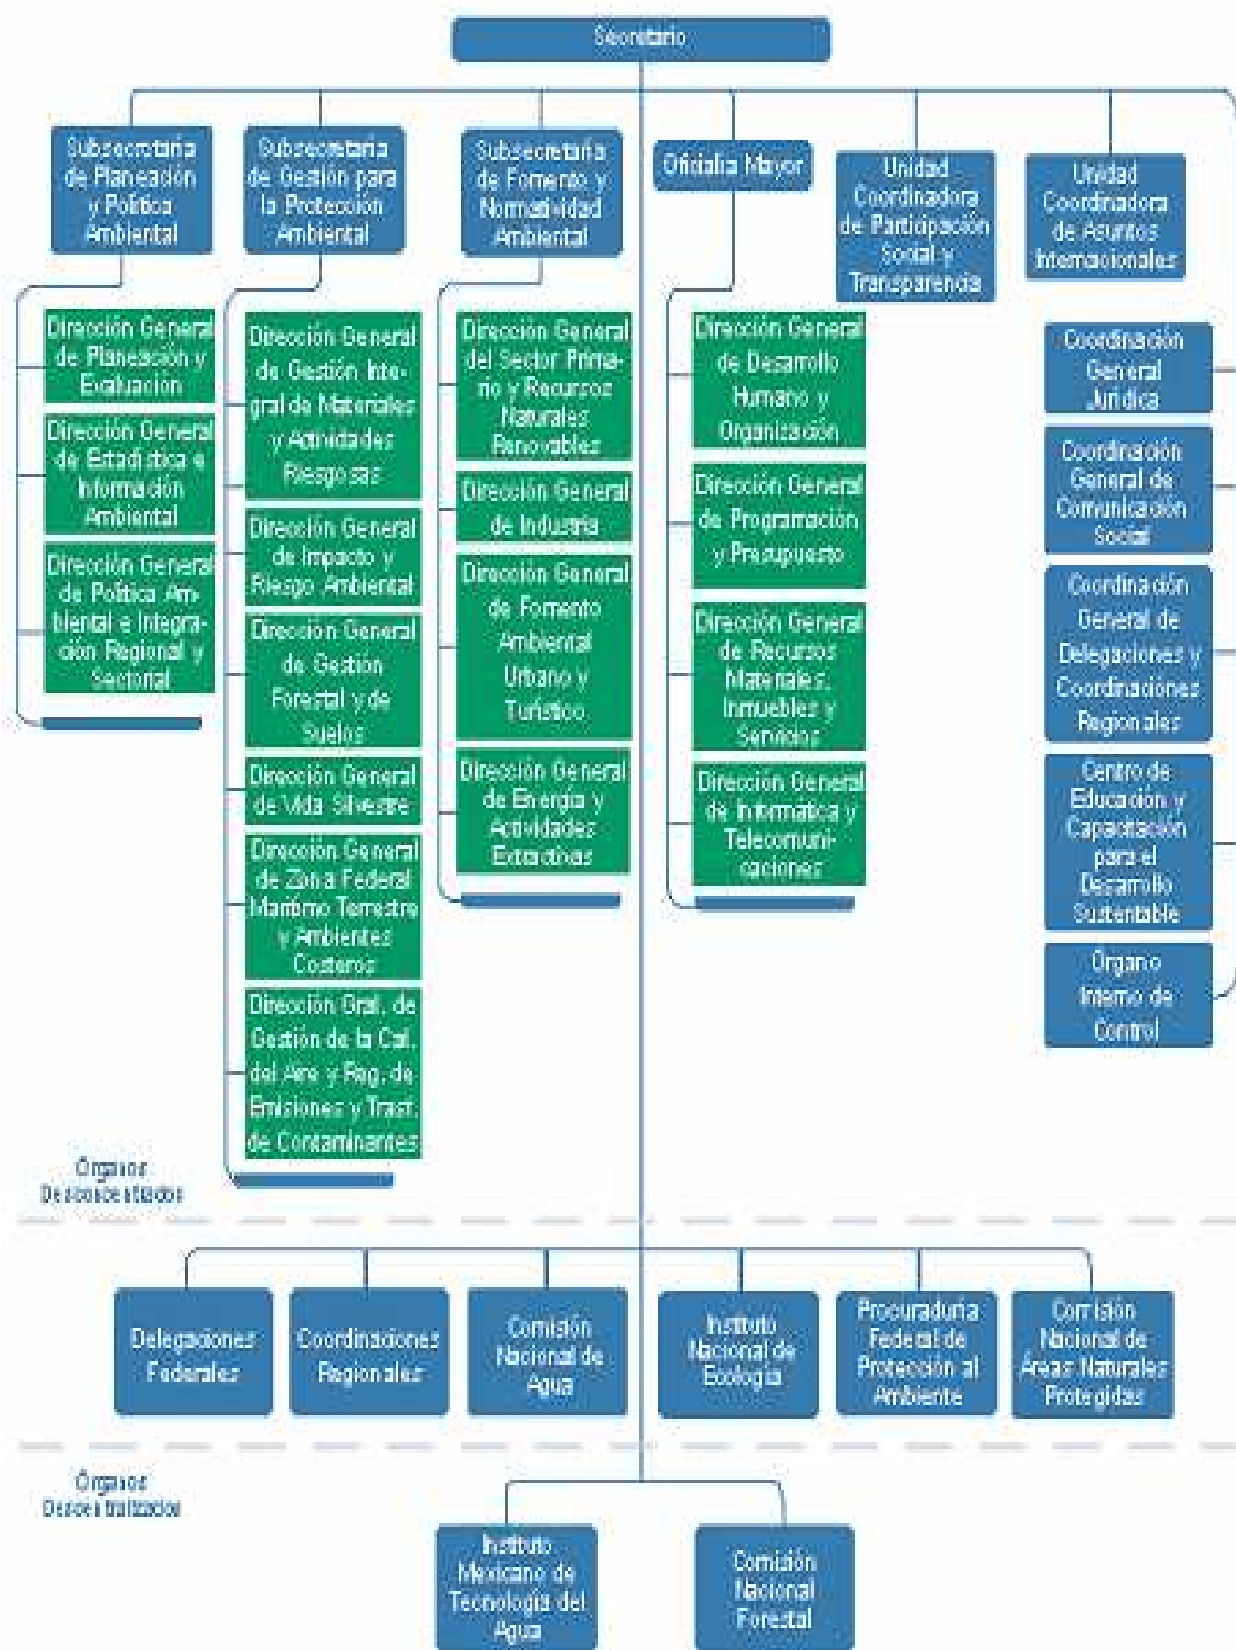 Secretario
Subsecretaría
de Planeación
y Política
Ambiental
Subsecretaría
de Gestión para
la Protección
Ambiental
Subsecretaría
de Fomento y
Normatividad
Ambiental
Oficialia Mayor
Unidad
Coordinadora
de Participación
Social y
Transparencia
Unidad
Coordinadora
de Asuntos
Internacionales
Dirección General
de Planeación y
Evaluación
Dirección General
de Estadística e
Información
Ambiental
Dirección General
de Política Am-
biental e Integra-
ción Regional y
Sectorial
Dirección General
de Gestión Inte-
gral de Materiales
y Actividades
Riesgosas
Dirección General
de Impacto y
Riesgo Ambiental
Dirección General
de Gestión
Forestal y de
Suelos
Dirección General
de Vida Silvestre
Dirección General
de Zona Federal
Marítimo Terrestre
y Ambientes
Costeros
Dirección Gral. de
Gestión de la Cal.
del Aire y Reg. de
Emisiones y Trasf.
de Contaminantes
Dirección General
del Sector Prima-
rio y Recursos
Naturales
Renovables
Dirección General
de Industria
Dirección General
de Fomento
Ambiental
Urbano y
Turístico
Dirección General
de Energía y
Actividades
Extractivas
Dirección General
de Desarrollo
Humano y
Organización
Dirección General
de Programación
y Presupuesto
Dirección General
de Recursos
Materiales,
Inmuebles y
Servicios
Dirección General
de Informática y
Telecomuni-
caciones
Coordinación
General
Jurídica
Coordinación
General de
Comunicación
Social
Coordinación
General de
Delegaciones y
Coordinaciones
Regionales
Centro de
Educación y
Capacitación
para el
Desarrollo
Sustentable
Órgano
Interno de
Control
Órganos
Desconcentrados
Delegaciones
Federales
Coordinaciones
Regionales
Comisión
Nacional de
Agua
Instituto
Nacional de
Ecología
Procuraduría
Federal de
Protección al
Ambiente
Comisión
Nacional de
Áreas Naturales
Protegidas
Órganos
Descentralizados
Instituto
Mexicano de
Tecnología del
Agua
Comisión
Nacional
Forestal